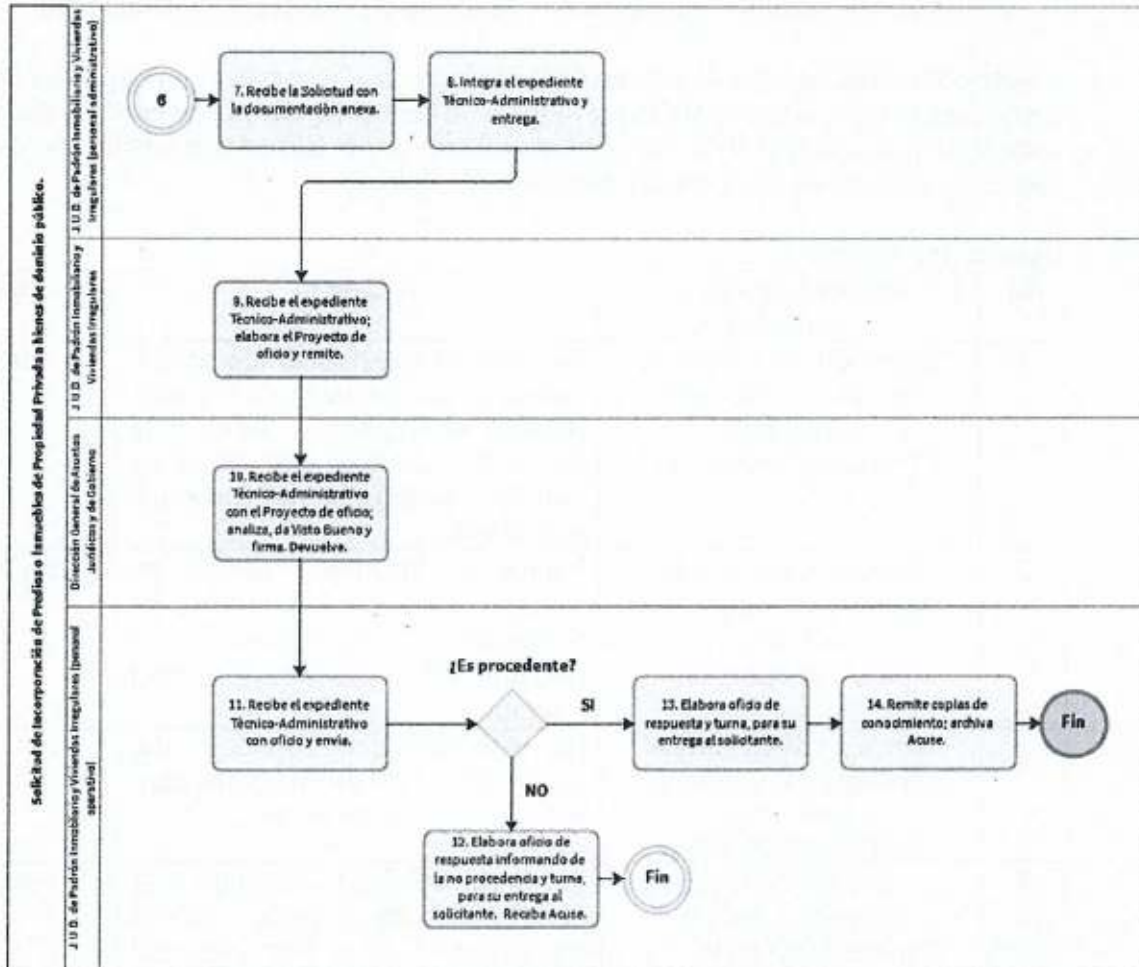 Solicitud de Incorporación de Predios o Inmuebles de Propiedad Privada a bienes de dominio público.
J.U.D. de Padrón Inmobiliario y Viviendas
Irregulares (personal administrativo)
6
7. Recibe la Solicitud con
la documentación anexa.
8. Integra el expediente
Técnico-Administrativo y
entrega.
J.U.D. de Padrón Inmobiliario y
Viviendas Irregulares
9. Recibe el expediente
Técnico-Administrativo;
elabora el Proyecto de
oficio y remite.
Dirección General de Asuntos
Jurídicos y de Gobierno
10. Recibe el expediente
Técnico-Administrativo
con el Proyecto de oficio;
analiza, da Visto Bueno y
firma. Devuelve.
J.U.D. de Padrón Inmobiliario y Viviendas Irregulares (personal
operativo)
11. Recibe el expediente
Técnico-Administrativo
con oficio y envía.
¿Es procedente?
SI
13. Elabora oficio de
respuesta y turna, para su
entrega al solicitante.
14. Remite copias de
conocimiento; archiva
Acuse.
Fin
NO
12. Elabora oficio de
respuesta informando de
la no procedencia y turna,
para su entrega al
solicitante. Recaba Acuse.
Fin